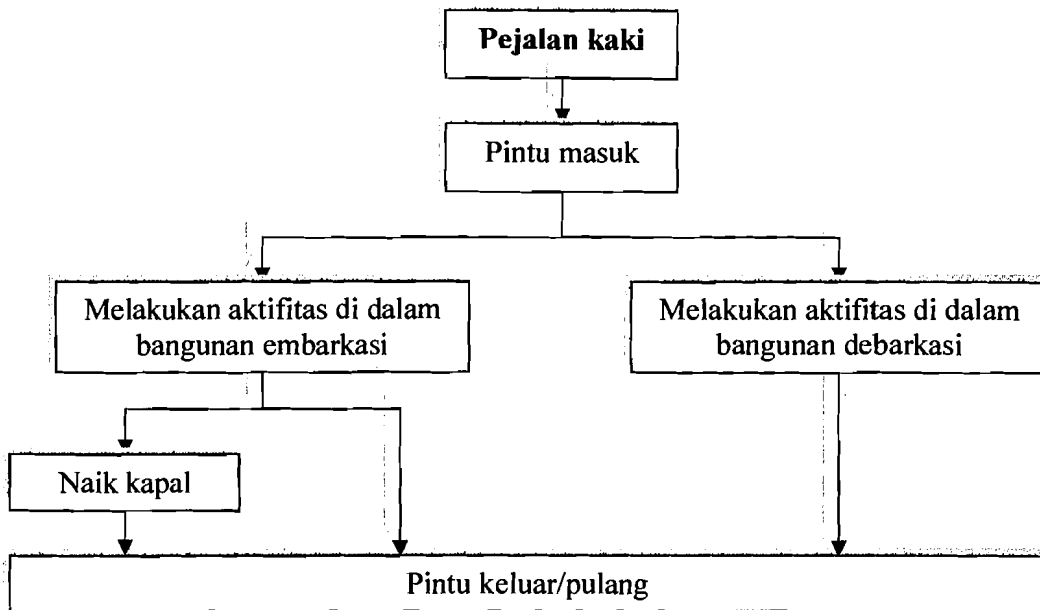 Pejalan kaki
Pintu masuk
Melakukan aktifitas di dalam
bangunan embarkasi
Melakukan aktifitas di dalam
bangunan debarkasi
Naik kapal
Pintu keluar/pulang